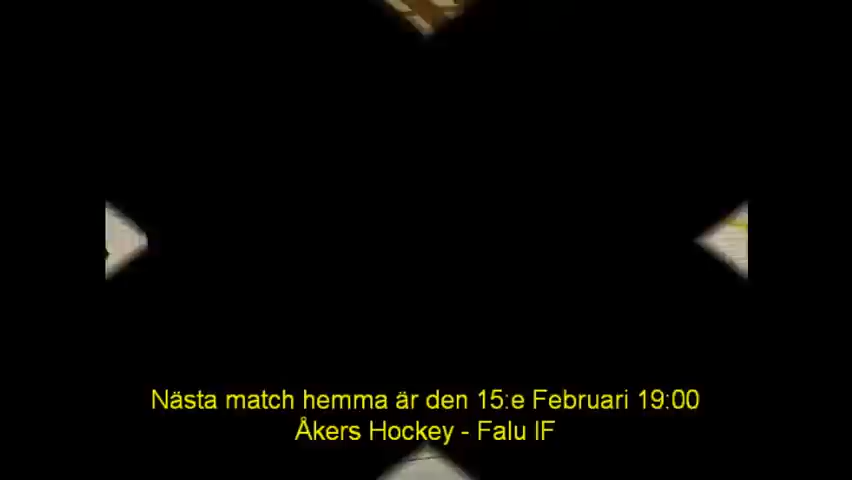 Nästa match hemma är den 15:e Februari 19:00
Åkers Hockey - Falu IF